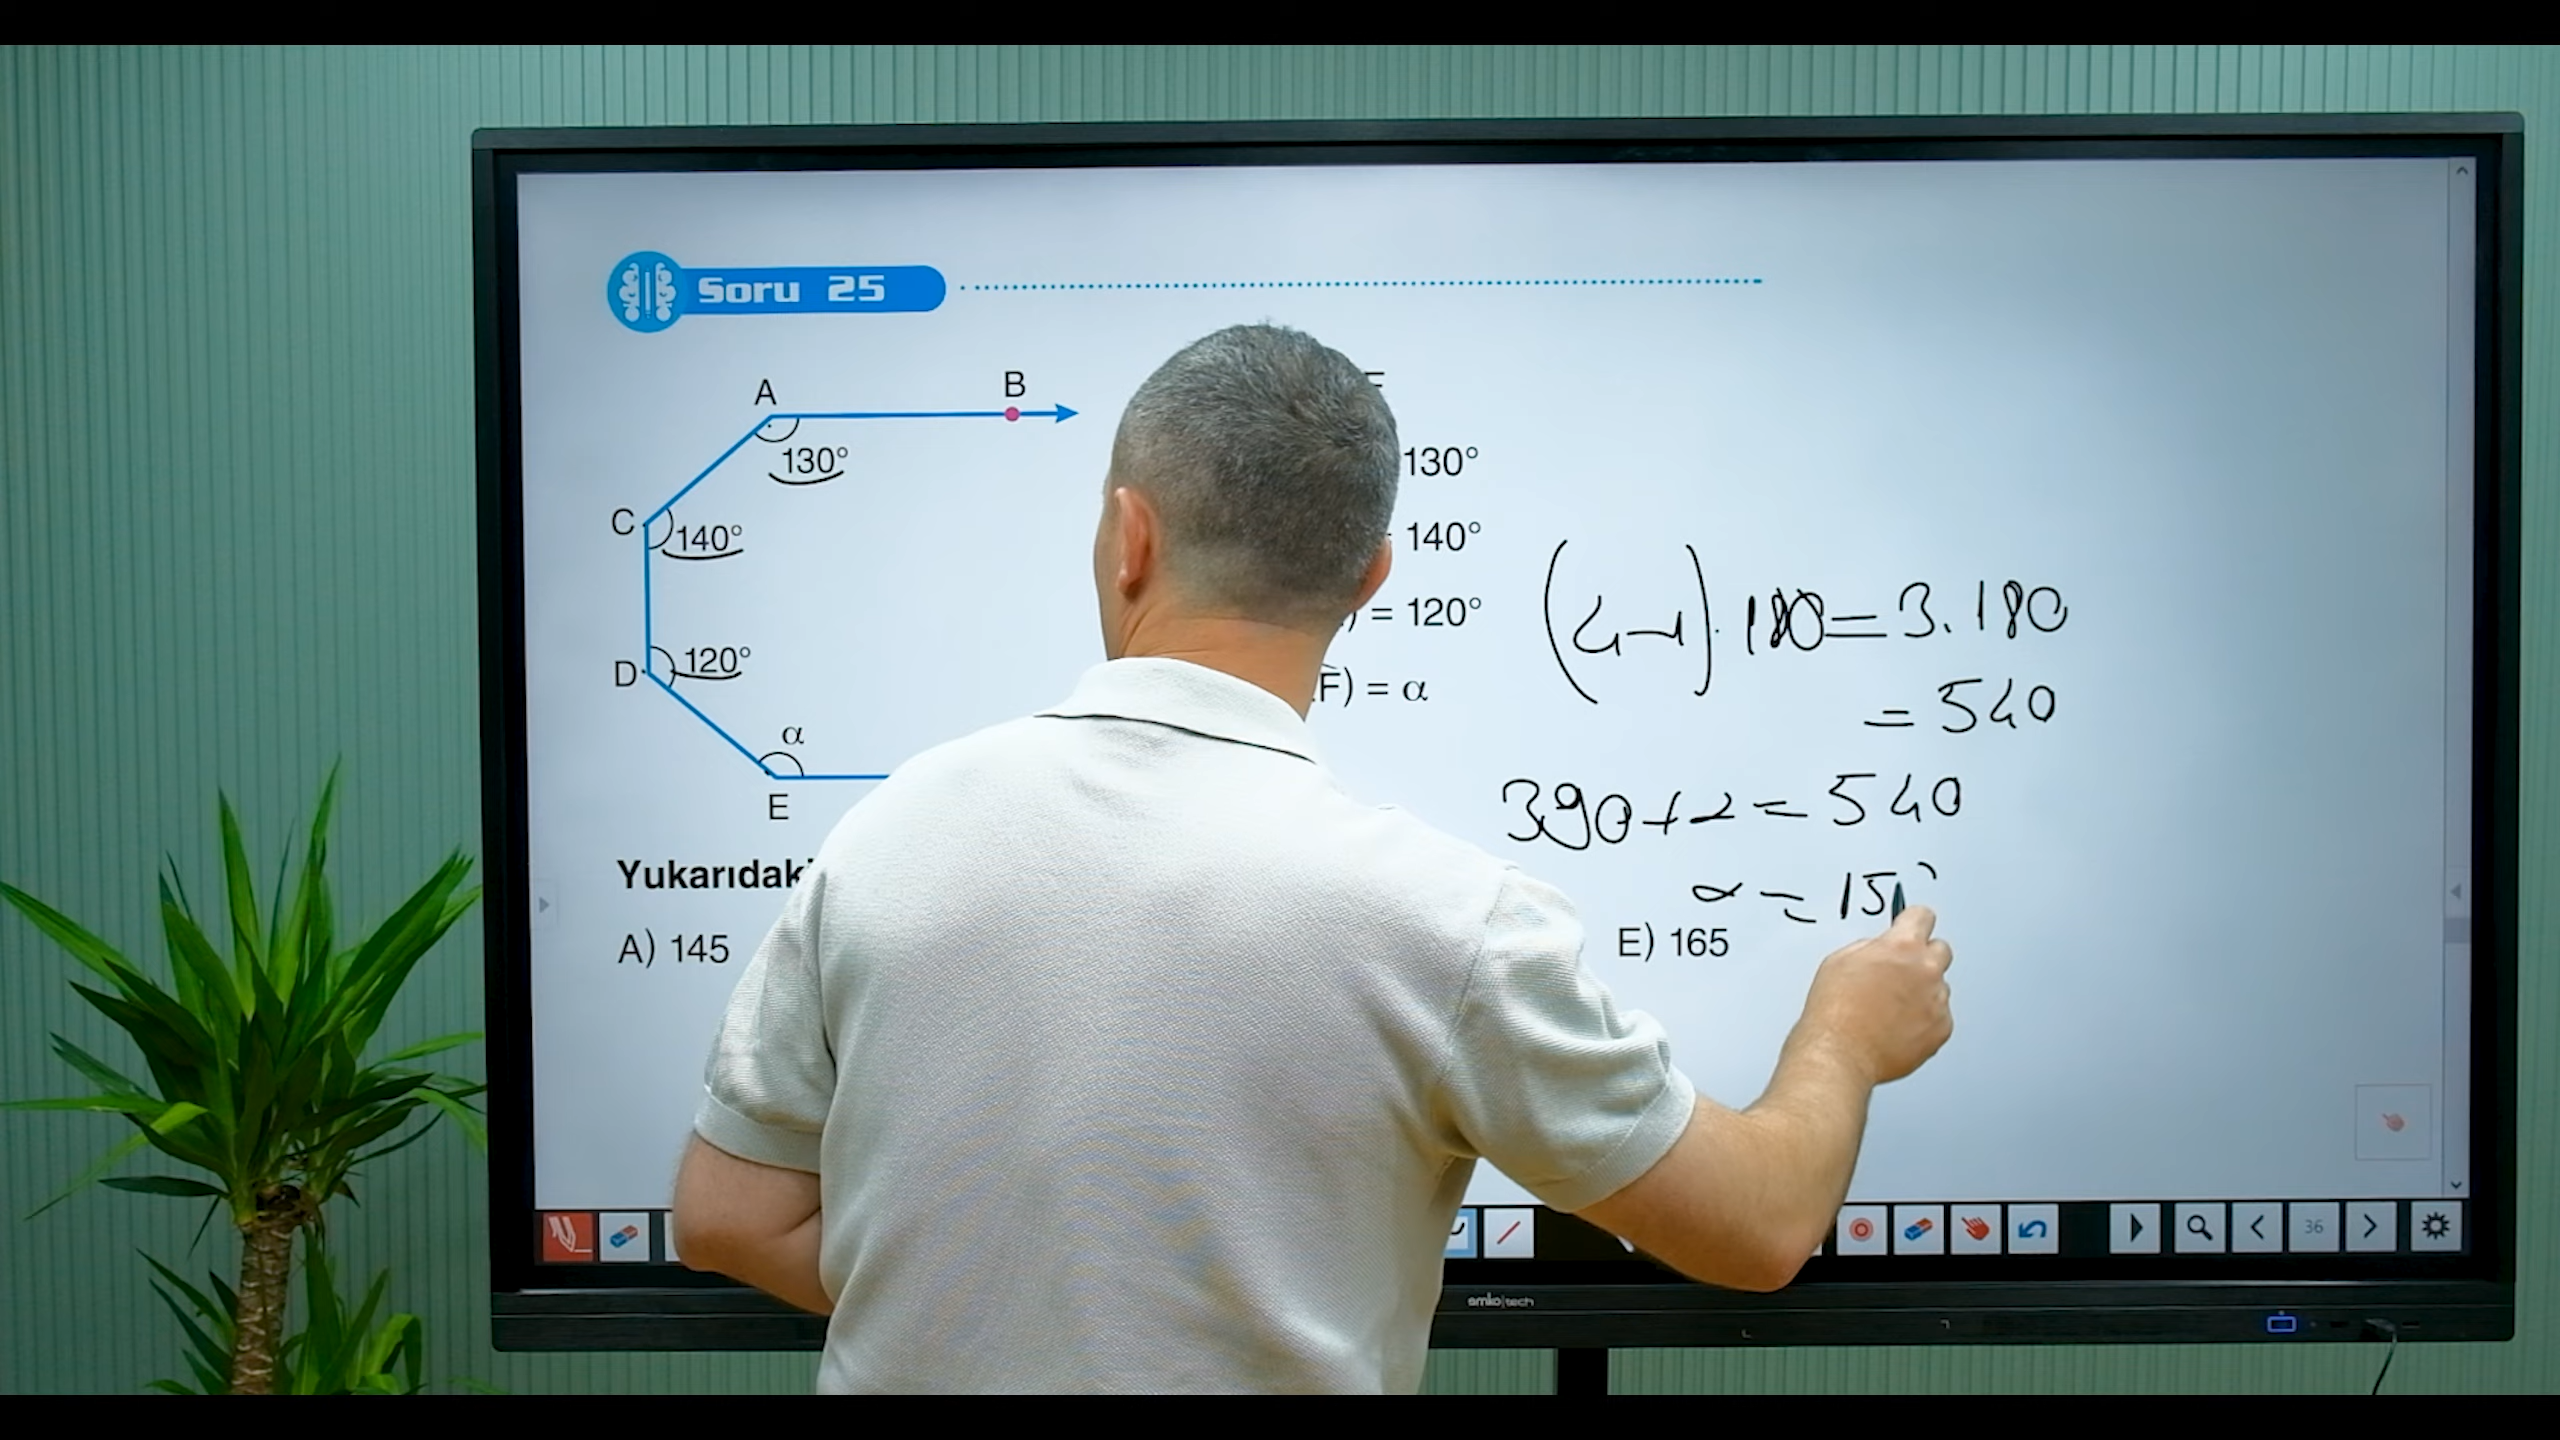 Soru 25
A
B
130°
C
140°
D
120°
α
E
130°
140°
) = 120°
F) = α
Yukarıdaki
A) 145
E) 165
(4-1).180=3.180
=540
390+α=540
α=15
36